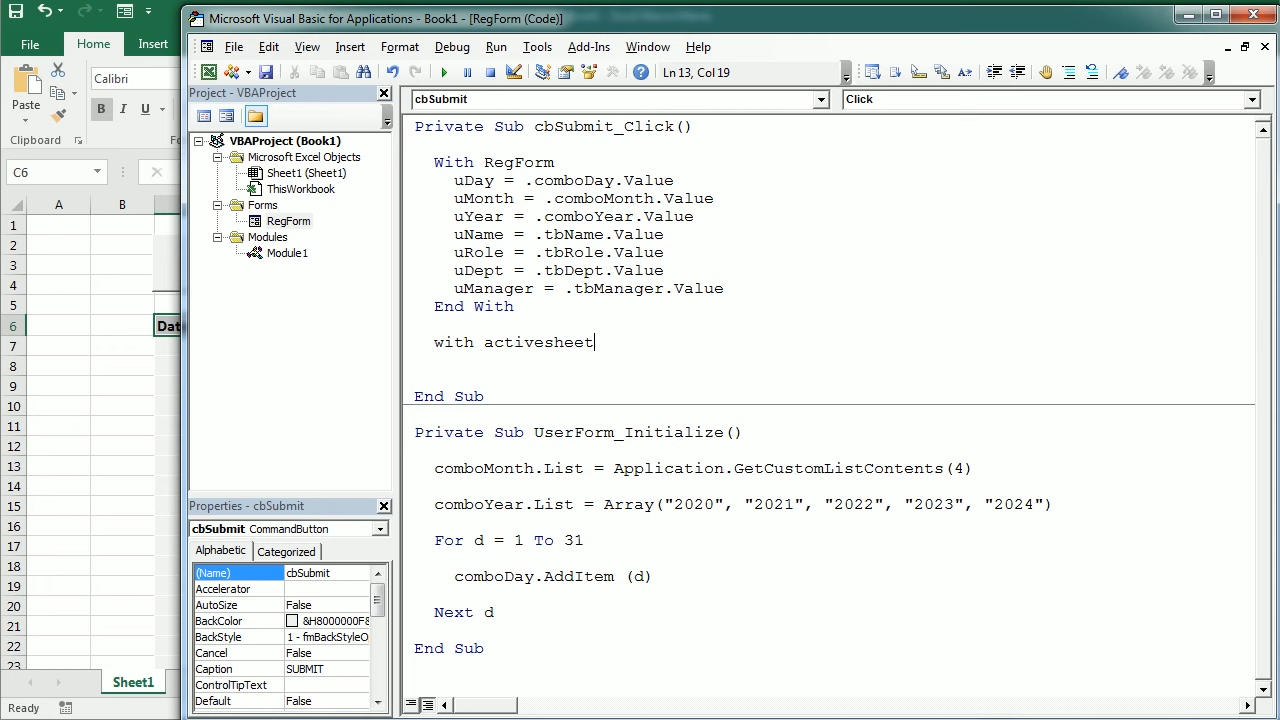 Microsoft Visual Basic for Applications - Book1 - [RegForm (Code)]
File Home Insert
File Edit View Insert Format Debug Run Tools Add-Ins Window Help
Ln 13, Col 19
Calibri
Paste
B I U
Clipboard
C6
Project - VBAProject
VBAProject (Book1)
Microsoft Excel Objects
Sheet1 (Sheet1)
ThisWorkbook
Forms
RegForm
Modules
Module1
cbSubmit
Click
Private Sub cbSubmit_Click()
With RegForm
uDay = .comboDay.Value
uMonth = .comboMonth.Value
uYear = .comboYear.Value
uName = .tbName.Value
uRole = .tbRole.Value
uDept = .tbDept.Value
uManager = .tbManager.Value
End With
with activesheet
End Sub
Private Sub UserForm_Initialize()
comboMonth.List = Application.GetCustomListContents(4)
comboYear.List = Array("2020", "2021", "2022", "2023", "2024")
For d = 1 To 31
comboDay.AddItem (d)
Next d
End Sub
Properties - cbSubmit
cbSubmit CommandButton
Alphabetic Categorized
(Name) cbSubmit
Accelerator
AutoSize False
BackColor &H8000000F&
BackStyle 1 - fmBackStyleO
Cancel False
Caption SUBMIT
ControlTipText
Default False
A B
1
2
3
4
5
6 Dat
7
8
9
10
11
12
13
14
15
16
17
18
19
20
21
22
23
Sheet1
Ready